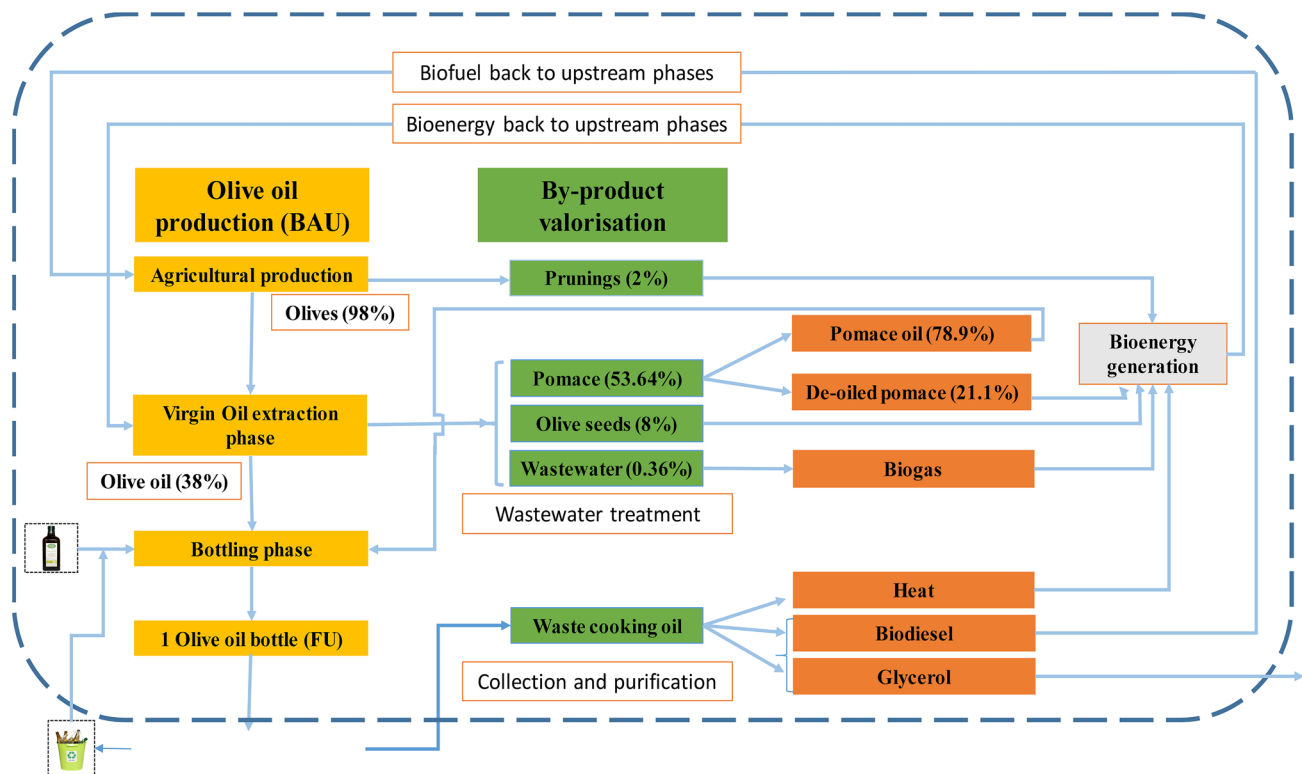 Biofuel back to upstream phases
Bioenergy back to upstream phases
Olive oil
production (BAU)
By-product
valorisation
Agricultural production
Prunings (2%)
Olives (98%)
Pomace oil (78.9%)
Bioenergy
generation
Pomace (53.64%)
De-oiled pomace (21.1%)
Virgin Oil extraction
phase
Olive seeds (8%)
Olive oil (38%)
Wastewater (0.36%)
Biogas
Wastewater treatment
Bottling phase
Heat
1 Olive oil bottle (FU)
Waste cooking oil
Biodiesel
Collection and purification
Glycerol